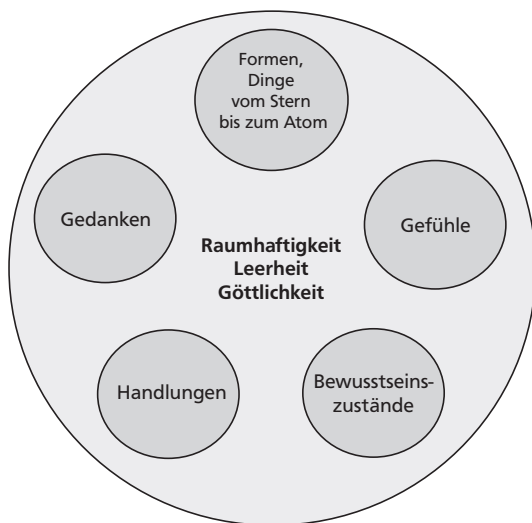 Formen,
Dinge
vom Stern
bis zum Atom
Gedanken
Gefühle
Raumhaftigkeit
Leerheit
Göttlichkeit
Handlungen
Bewusstseins-
zustände